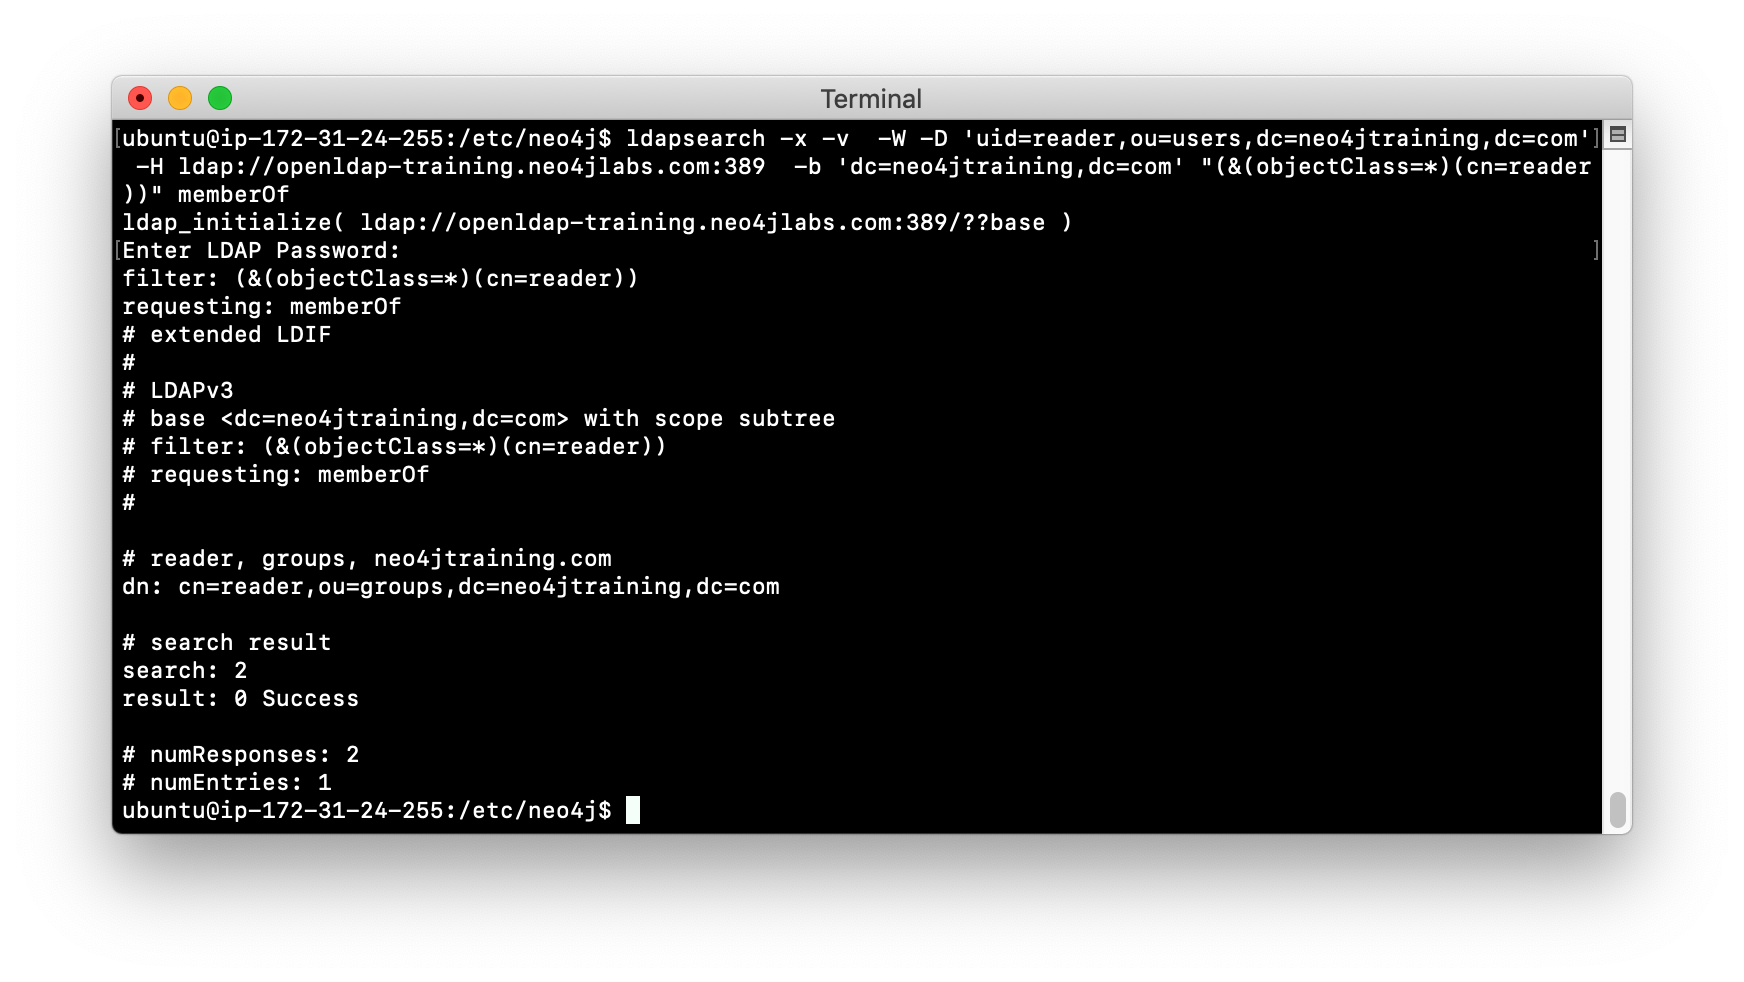 Terminal
[ubuntu@ip-172-31-24-255:/etc/neo4j$ ldapsearch -x -v  -W -D 'uid=reader,ou=users,dc=neo4jtraining,dc=com']
 -H ldap://openldap-training.neo4jlabs.com:389  -b 'dc=neo4jtraining,dc=com' "(&(objectClass=*)(cn=reader
))" memberOf
ldap_initialize( ldap://openldap-training.neo4jlabs.com:389/??base )
[Enter LDAP Password: ]
filter: (&(objectClass=*)(cn=reader))
requesting: memberOf
# extended LDIF
#
# LDAPv3
# base <dc=neo4jtraining,dc=com> with scope subtree
# filter: (&(objectClass=*)(cn=reader))
# requesting: memberOf
#
# reader, groups, neo4jtraining.com
dn: cn=reader,ou=groups,dc=neo4jtraining,dc=com
# search result
search: 2
result: 0 Success
# numResponses: 2
# numEntries: 1
ubuntu@ip-172-31-24-255:/etc/neo4j$